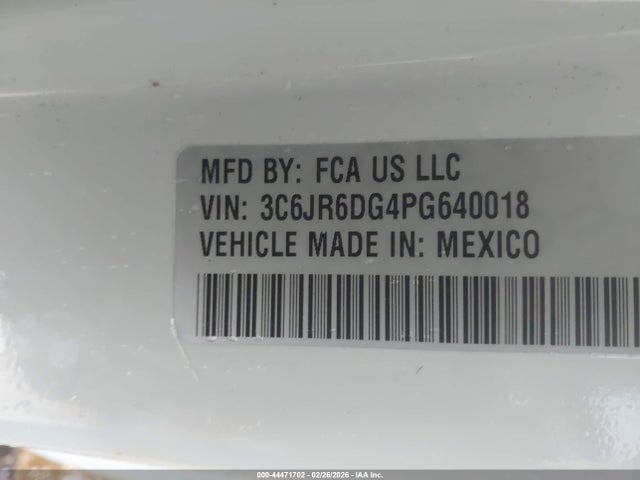 MFD BY: FCA US LLC
VIN: 3C6JR6DG4PG640018
VEHICLE MADE IN: MEXICO
000-44471702 - 02/26/2026 - IAA Inc.